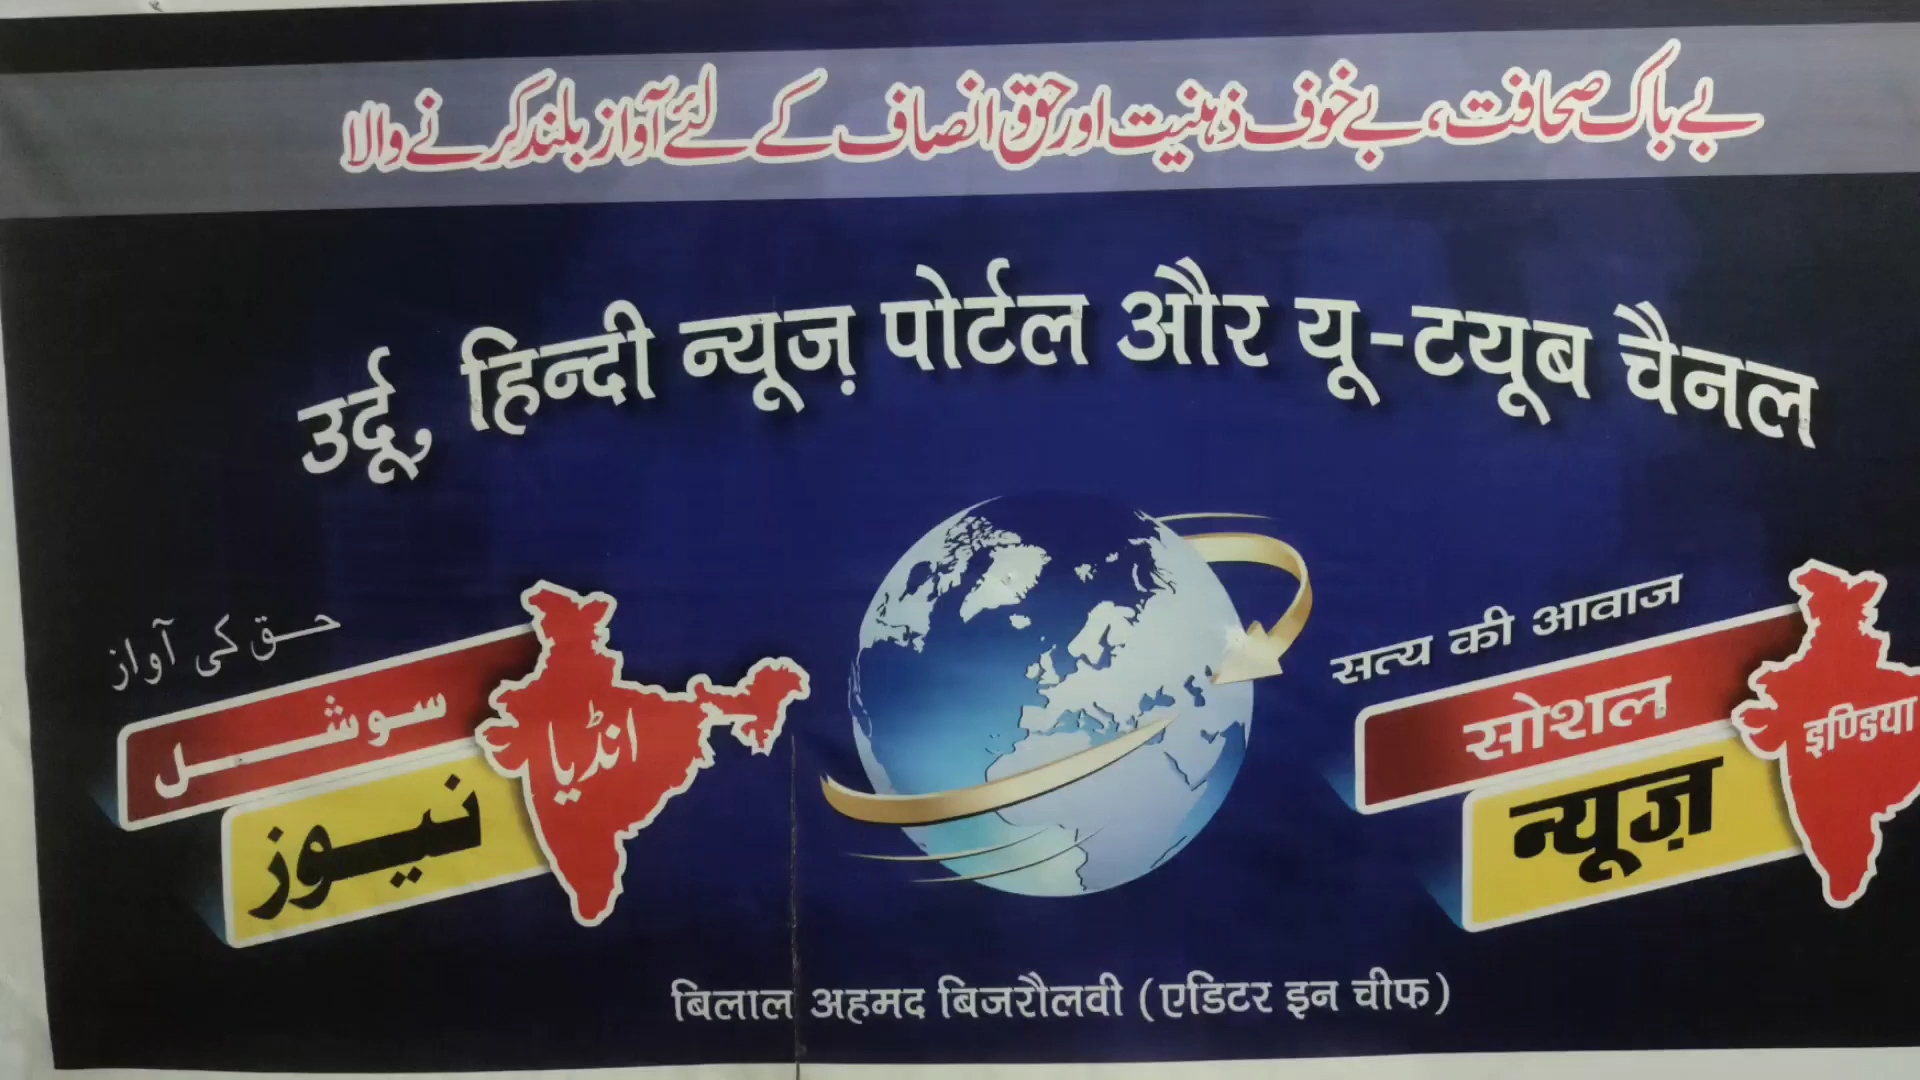 بے باک صحافت، بے خوف ذہنیت اور حق انصاف کے لئے آواز بلند کرنے والا
उर्दू, हिन्दी न्यूज़ पोर्टल और यू-टयूब चैनल
حق کی آواز
سوشل
انڈیا
نیوز
सत्य की आवाज
सोशल
इण्डिया
न्यूज़
बिलाल अहमद बिजरौलवी (एडिटर इन चीफ)